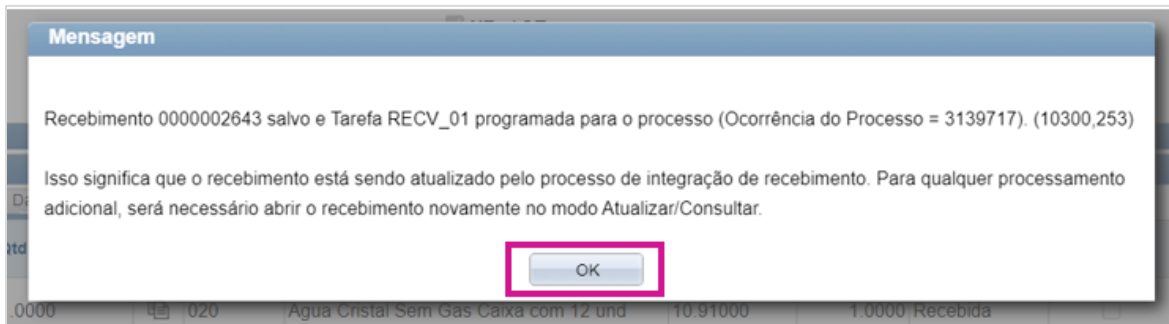 Mensagem
Recebimento 0000002643 salvo e Tarefa RECV_01 programada para o processo (Ocorrência do Processo = 3139717). (10300,253)
Isso significa que o recebimento está sendo atualizado pelo processo de integração de recebimento. Para qualquer processamento
adicional, será necessário abrir o recebimento novamente no modo Atualizar/Consultar.
Qtd
OK
.0000 020 Agua Cristal Sem Gas Caixa com 12 und 10.91000 1.0000 Recebida